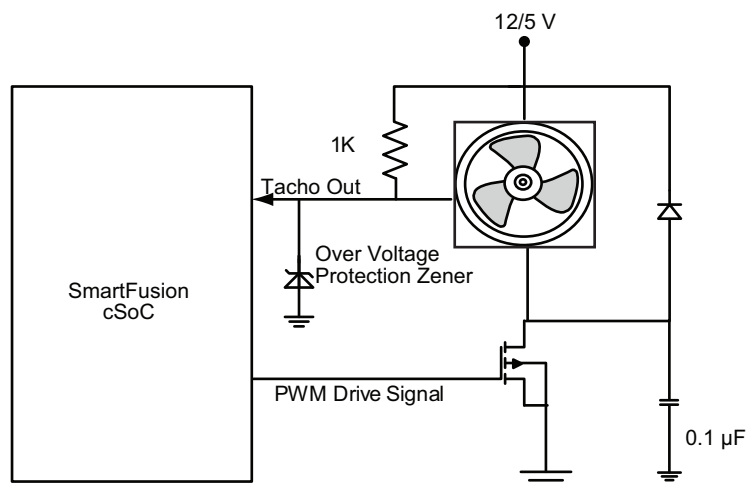 12/5 V
1K
Tacho Out
Over Voltage
Protection Zener
SmartFusion
cSoC
PWM Drive Signal
0.1 µF